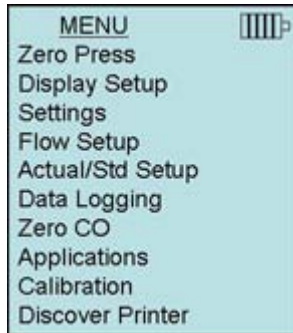 MENU
Zero Press
Display Setup
Settings
Flow Setup
Actual/Std Setup
Data Logging
Zero CO
Applications
Calibration
Discover Printer